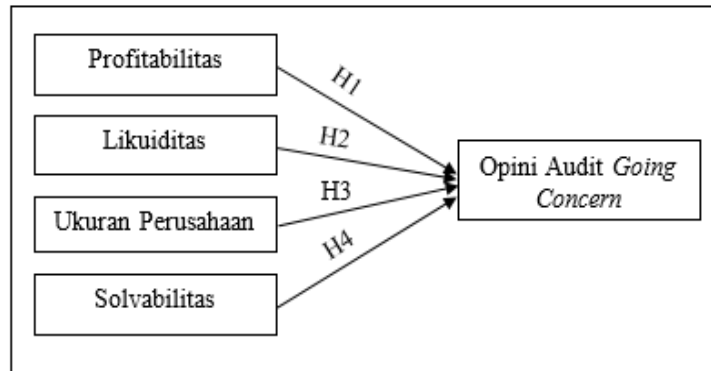 Profitabilitas
H1
Likuiditas
H2
Ukuran Perusahaan
H3
Solvabilitas
H4
Opini Audit Going
Concern